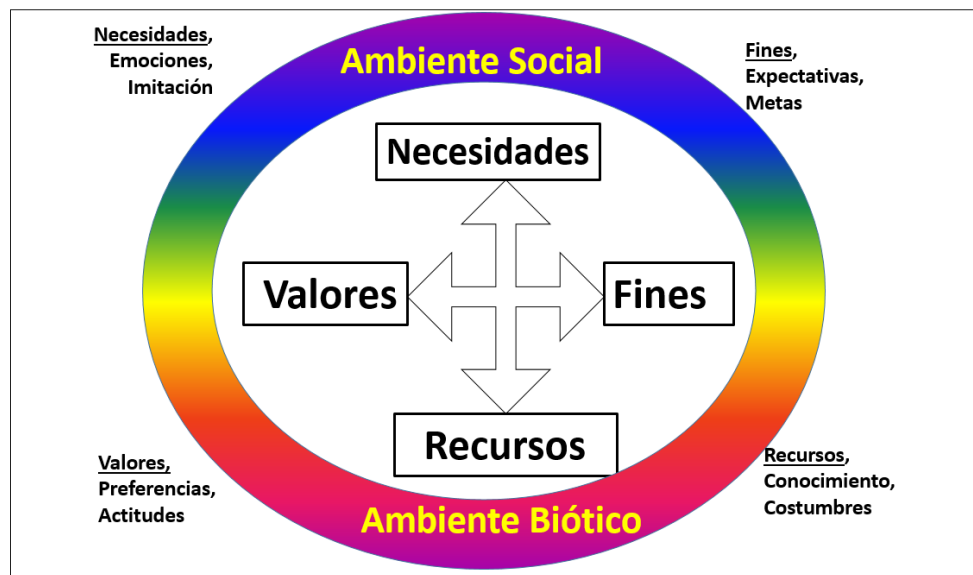 Necesidades,
Emociones,
Imitación
Ambiente Social
Fines,
Expectativas,
Metas
Necesidades
Valores
Fines
Recursos
Valores,
Preferencias,
Actitudes
Ambiente Biótico
Recursos,
Conocimiento,
Costumbres